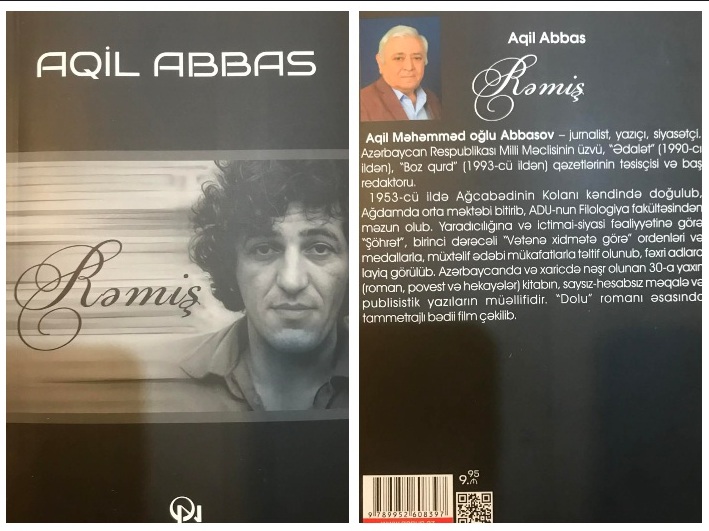 AQİL ABBAS
Rəmiş
Aqil Abbas
Rəmiş
Aqil Məhəmməd oğlu Abbasov – jurnalist, yazıçı, siyasətçi.
Azərbaycan Respublikası Milli Məclisinin üzvü, "Ədalət" (1990-cı
ildən), "Boz qurd" (1993-cü ildən) qəzetlərinin təsisçisi və baş
redaktoru.
1953-cü ildə Ağcabədinin Kolanı kəndində doğulub,
Ağdamda orta məktəbi bitirib, ADU-nun Filologiya fakültəsindən
məzun olub. Yaradıcılığına və ictimai-siyasi fəaliyyətinə görə
"Şöhrət", birinci dərəcəli "Vətənə xidmətə görə" ordenləri və
medallarla, müxtəlif ədəbi mükafatlarla təltif olunub, fəxri adlara
layiq görülüb. Azərbaycanda və xaricdə nəşr olunan 30-a yaxın
(roman, povest və hekayələr) kitabın, saysız-hesabsız məqalə və
publisistik yazıların müəllifidir. "Dolu" romanı əsasında
tammetrajlı bədii film çəkilib.
9.95 ₼
9 789952 608397